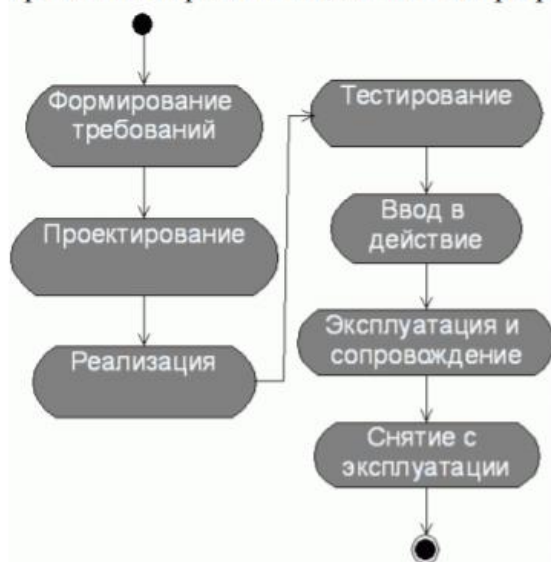 Формирование
требований
Проектирование
Реализация
Тестирование
Ввод в
действие
Эксплуатация и
сопровождение
Снятие с
эксплуатации